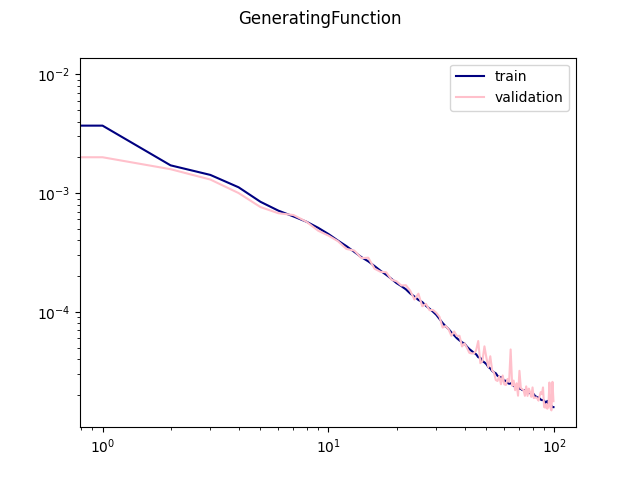 GeneratingFunction
train
validation
10⁻²
10⁻³
10⁻⁴
10⁰
10¹
10²